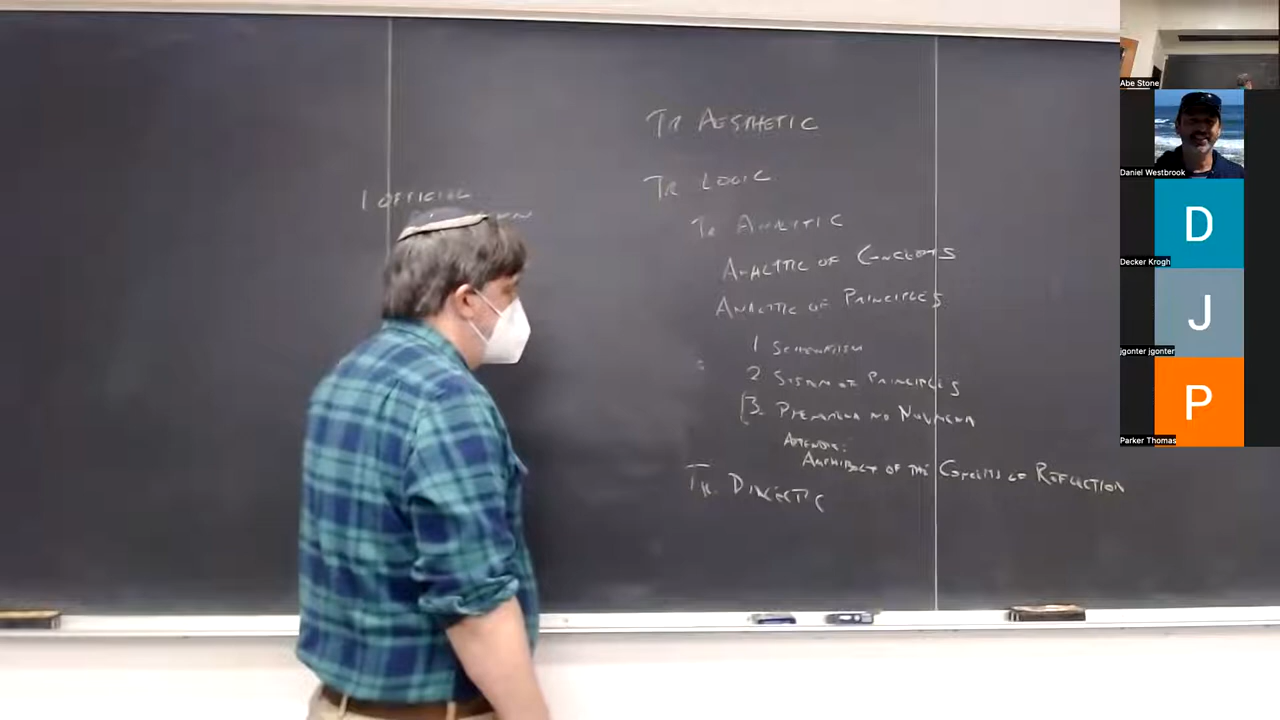 1 OFFICIAL
TR AESTHETIC
TR LOGIC
TR ANALYTIC
ANALYTIC OF CONCEPTS
ANALYTIC OF PRINCIPLES
1 SCHEMATISM
2 SYSTEM OF PRINCIPLES
[3. PHENOMENA AND NOUMENA
APPENDIX:
AMPHIBOLY OF THE CONCEPTS OF REFLECTION
TR. DIALECTIC
Abe Stone
Daniel Westbrook
D
Decker Krogh
J
jgonter jgonter
P
Parker Thomas